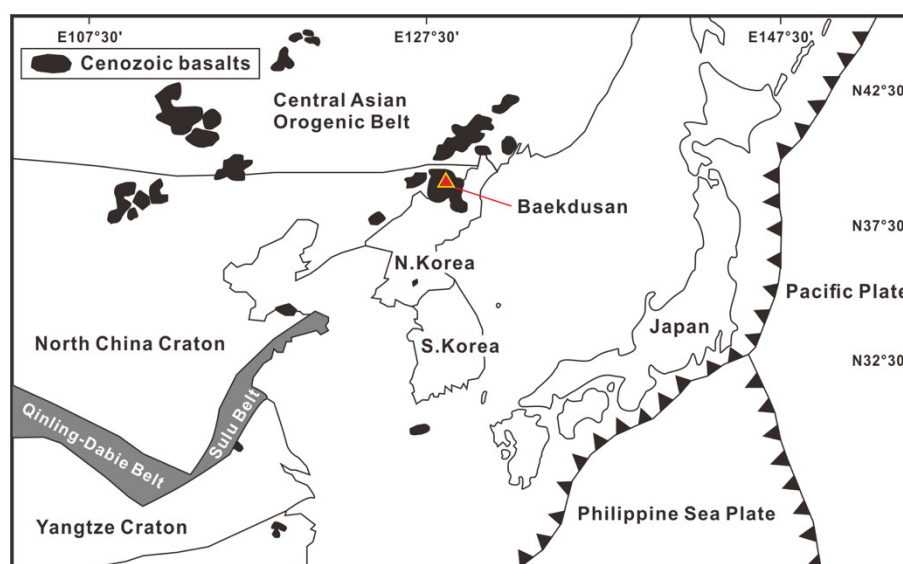 E107°30'
E127°30'
E147°30'
Cenozoic basalts
N42°30'
Central Asian
Orogenic Belt
Baekdusan
N37°30'
N.Korea
Pacific Plate
North China Craton
Japan
S.Korea
N32°30'
Sulu Belt
Qinling-Dabie Belt
Yangtze Craton
Philippine Sea Plate